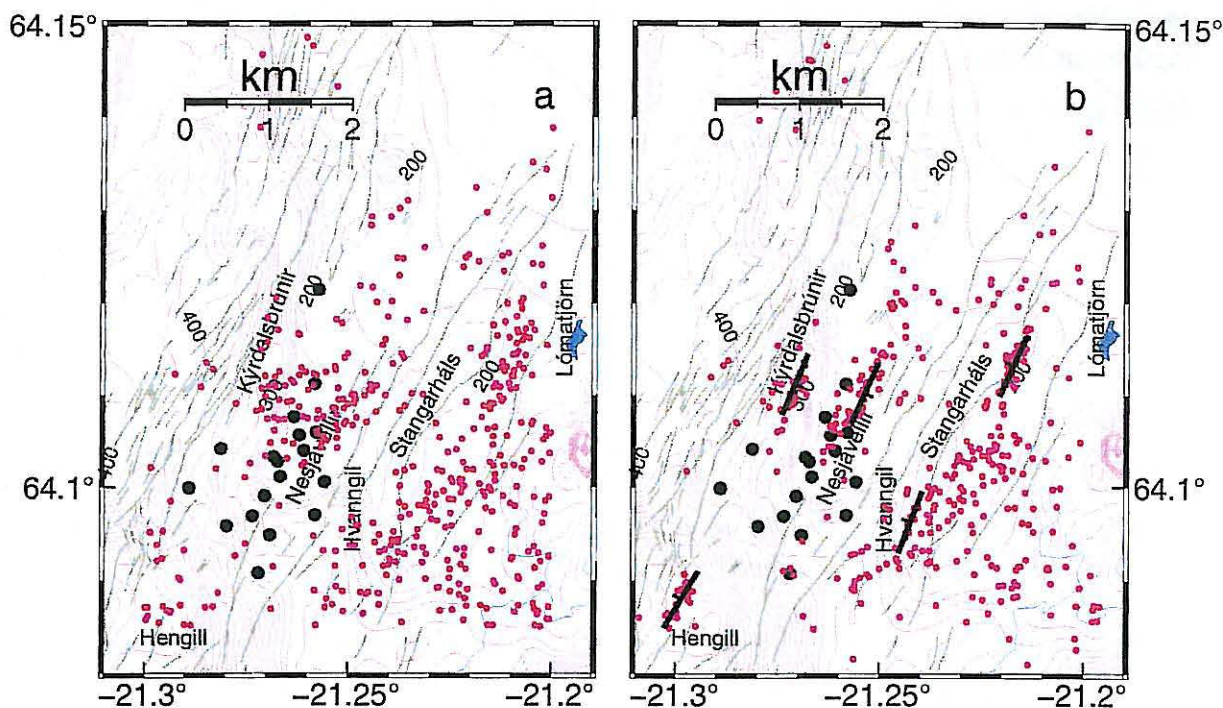 64.15°
64.15°
km
a
0 1 2
200
Kýrdalsbrúnir
200
400
Nesjavellir
Stangarháls
200
Lómatjörn
400
64.1°
Hvanngil
Hengill
-21.3° -21.25° -21.2°
km
b
0 1 2
200
Kýrdalsbrúnir
200
400
300
Nesjavellir
Stangarháls
Lómatjörn
400
64.1°
Hvanngil
Hengill
-21.3° -21.25° -21.2°